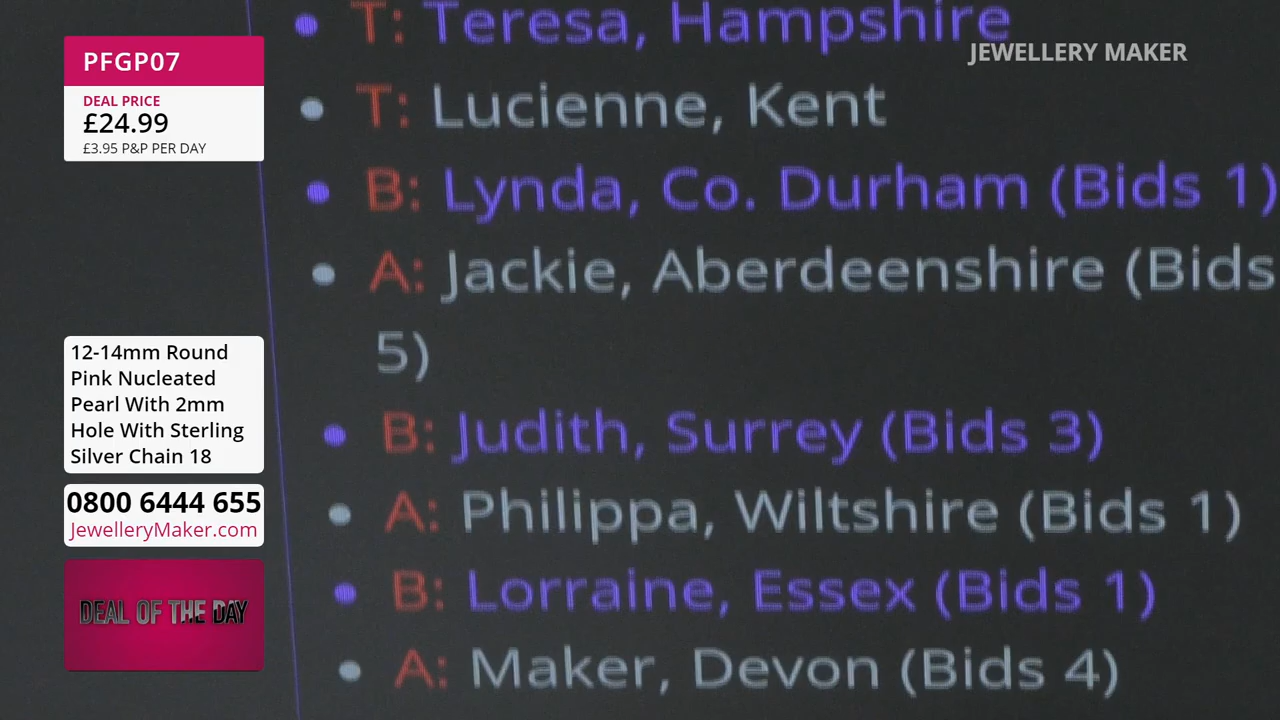 PFGP07
DEAL PRICE
£24.99
£3.95 P&P PER DAY
12-14mm Round
Pink Nucleated
Pearl With 2mm
Hole With Sterling
Silver Chain 18
0800 6444 655
JewelleryMaker.com
DEAL OF THE DAY
JEWELLERY MAKER
• T: Teresa, Hampshire
• T: Lucienne, Kent
• B: Lynda, Co. Durham (Bids 1)
• A: Jackie, Aberdeenshire (Bids
5)
• B: Judith, Surrey (Bids 3)
• A: Philippa, Wiltshire (Bids 1)
• B: Lorraine, Essex (Bids 1)
• A: Maker, Devon (Bids 4)